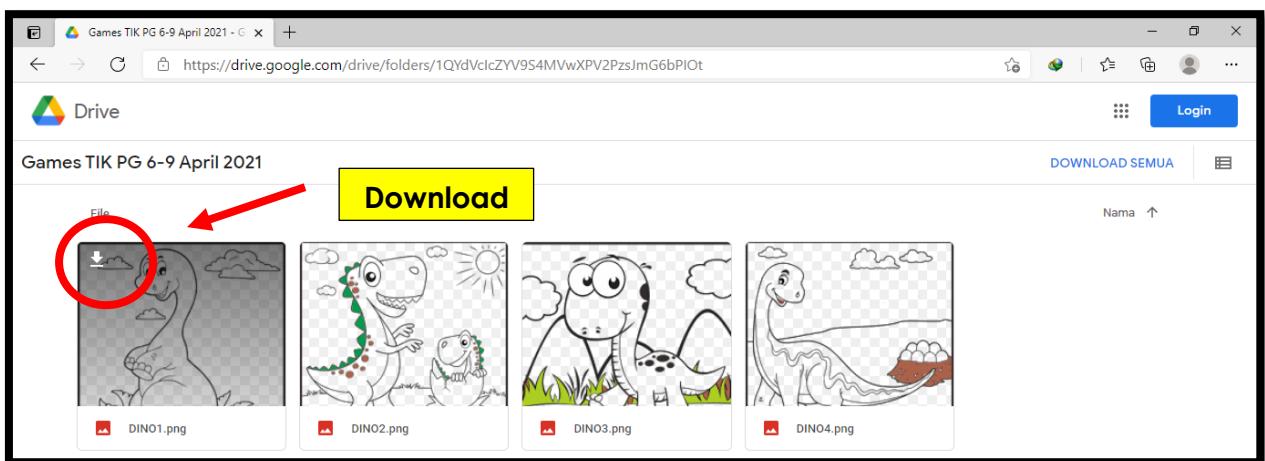 Games TIK PG 6-9 April 2021 - G
https://drive.google.com/drive/folders/1QYdVcIcZYV9S4MVwXPV2PzsJmG6bPIOt
Drive
Login
Games TIK PG 6-9 April 2021
DOWNLOAD SEMUA
Download
File
Nama
DINO1.png
DINO2.png
DINO3.png
DINO4.png